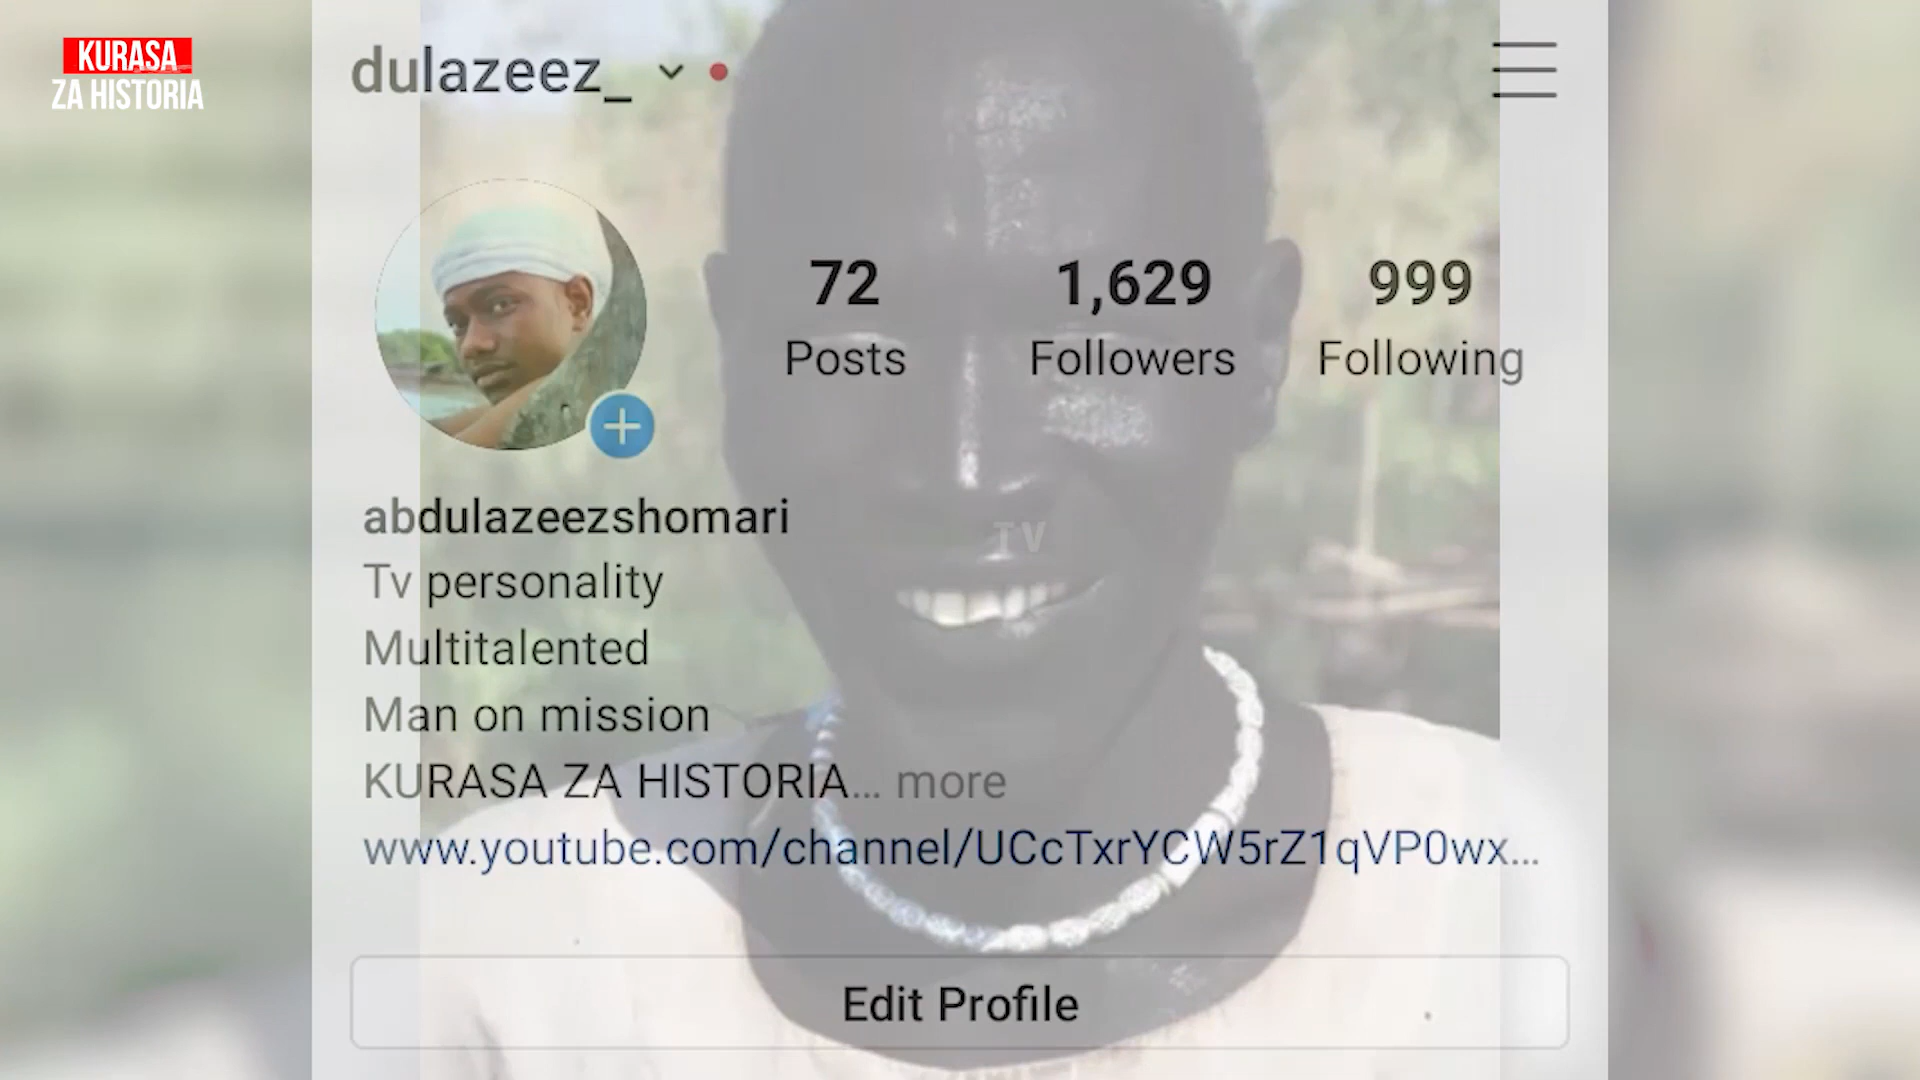 KURASA
ZA HISTORIA
dulazeez_
72
1,629
999
Posts
Followers
Following
abdulazeezshomari
Tv personality
Multitalented
Man on mission
KURASA ZA HISTORIA... more
www.youtube.com/channel/UCcTxrYCW5rZ1qVP0wx...
Edit Profile
TV